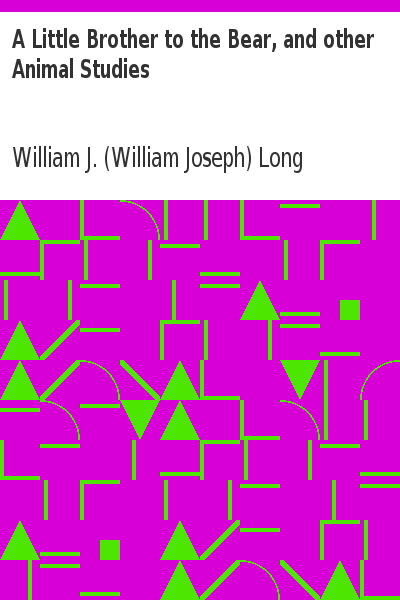 A Little Brother to the Bear, and other
Animal Studies
William J. (William Joseph) Long